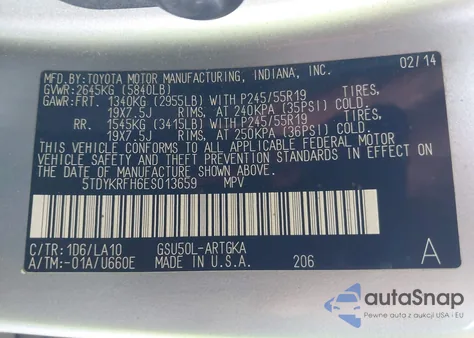 MFD. BY: TOYOTA MOTOR MANUFACTURING, INDIANA, INC. 02/14
GVWR: 2645KG (5840LB)
GAWR: FRT. 1340KG (2955LB) WITH P245/55R19 TIRES,
19X7.5J RIMS, AT 240KPA (35PSI) COLD.
RR. 1545KG (3415LB) WITH P245/55R19 TIRES,
19X7.5J RIMS, AT 250KPA (36PSI) COLD.
THIS VEHICLE CONFORMS TO ALL APPLICABLE FEDERAL MOTOR
VEHICLE SAFETY AND THEFT PREVENTION STANDARDS IN EFFECT ON
THE DATE OF MANUFACTURE SHOWN ABOVE.
5TDYKRFH6ES013659 MPV
C/TR: 1D6/LA10 GSU50L-ARTGKA A
A/TM: -01A/U660E MADE IN U.S.A. 206
autoSnap
Pewne auta z aukcji USA i EU